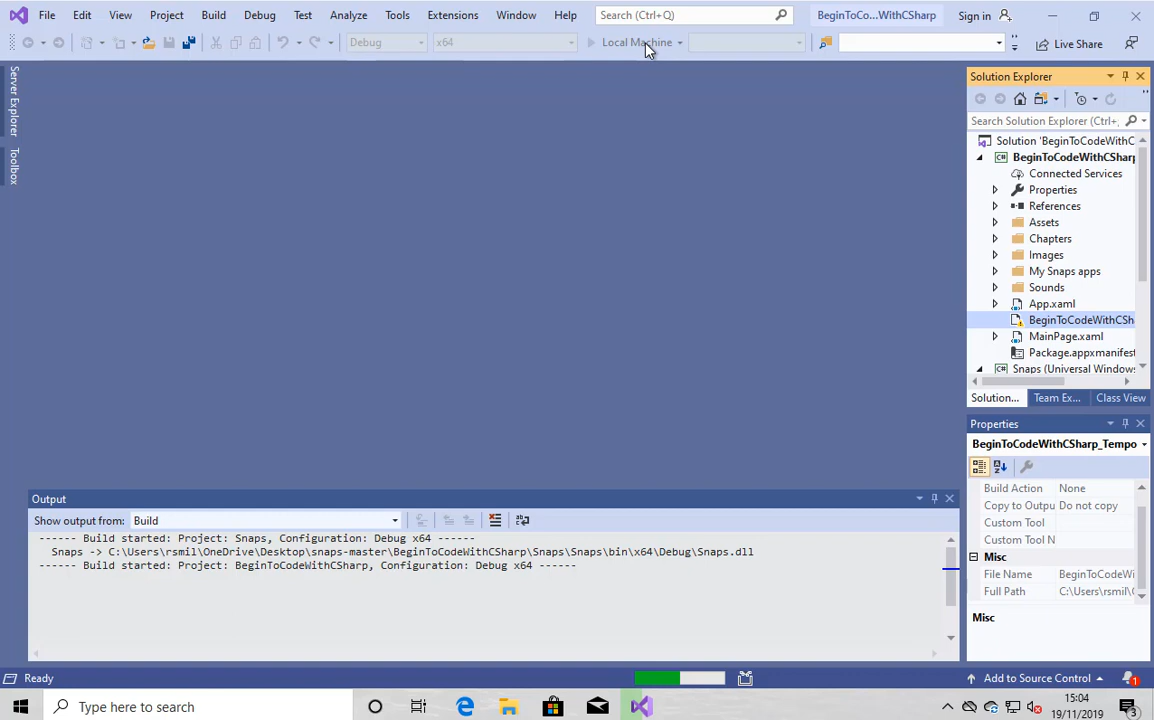 File Edit View Project Build Debug Test Analyze Tools Extensions Window Help Search (Ctrl+Q) BeginToCo...WithCSharp Sign in
Debug x64 Local Machine Live Share
Server Explorer
Toolbox
Solution Explorer
Search Solution Explorer (Ctrl+
Solution 'BeginToCodeWithC
BeginToCodeWithCSharp
Connected Services
Properties
References
Assets
Chapters
Images
My Snaps apps
Sounds
App.xaml
BeginToCodeWithCSh
MainPage.xaml
Package.appxmanifest
Snaps (Universal Windows
Solution... Team Ex... Class View
Properties
BeginToCodeWithCSharp_Tempo
Build Action None
Copy to Outpu Do not copy
Custom Tool
Custom Tool N
Misc
File Name BeginToCodeWi
Full Path C:\Users\rsmil\
Misc
Output
Show output from: Build
------ Build started: Project: Snaps, Configuration: Debug x64 ------
Snaps -> C:\Users\rsmil\OneDrive\Desktop\snaps-master\BeginToCodeWithCSharp\Snaps\Snaps\bin\x64\Debug\Snaps.dll
------ Build started: Project: BeginToCodeWithCSharp, Configuration: Debug x64 ------
Ready Add to Source Control 1
Type here to search 15:04
19/11/2019 3